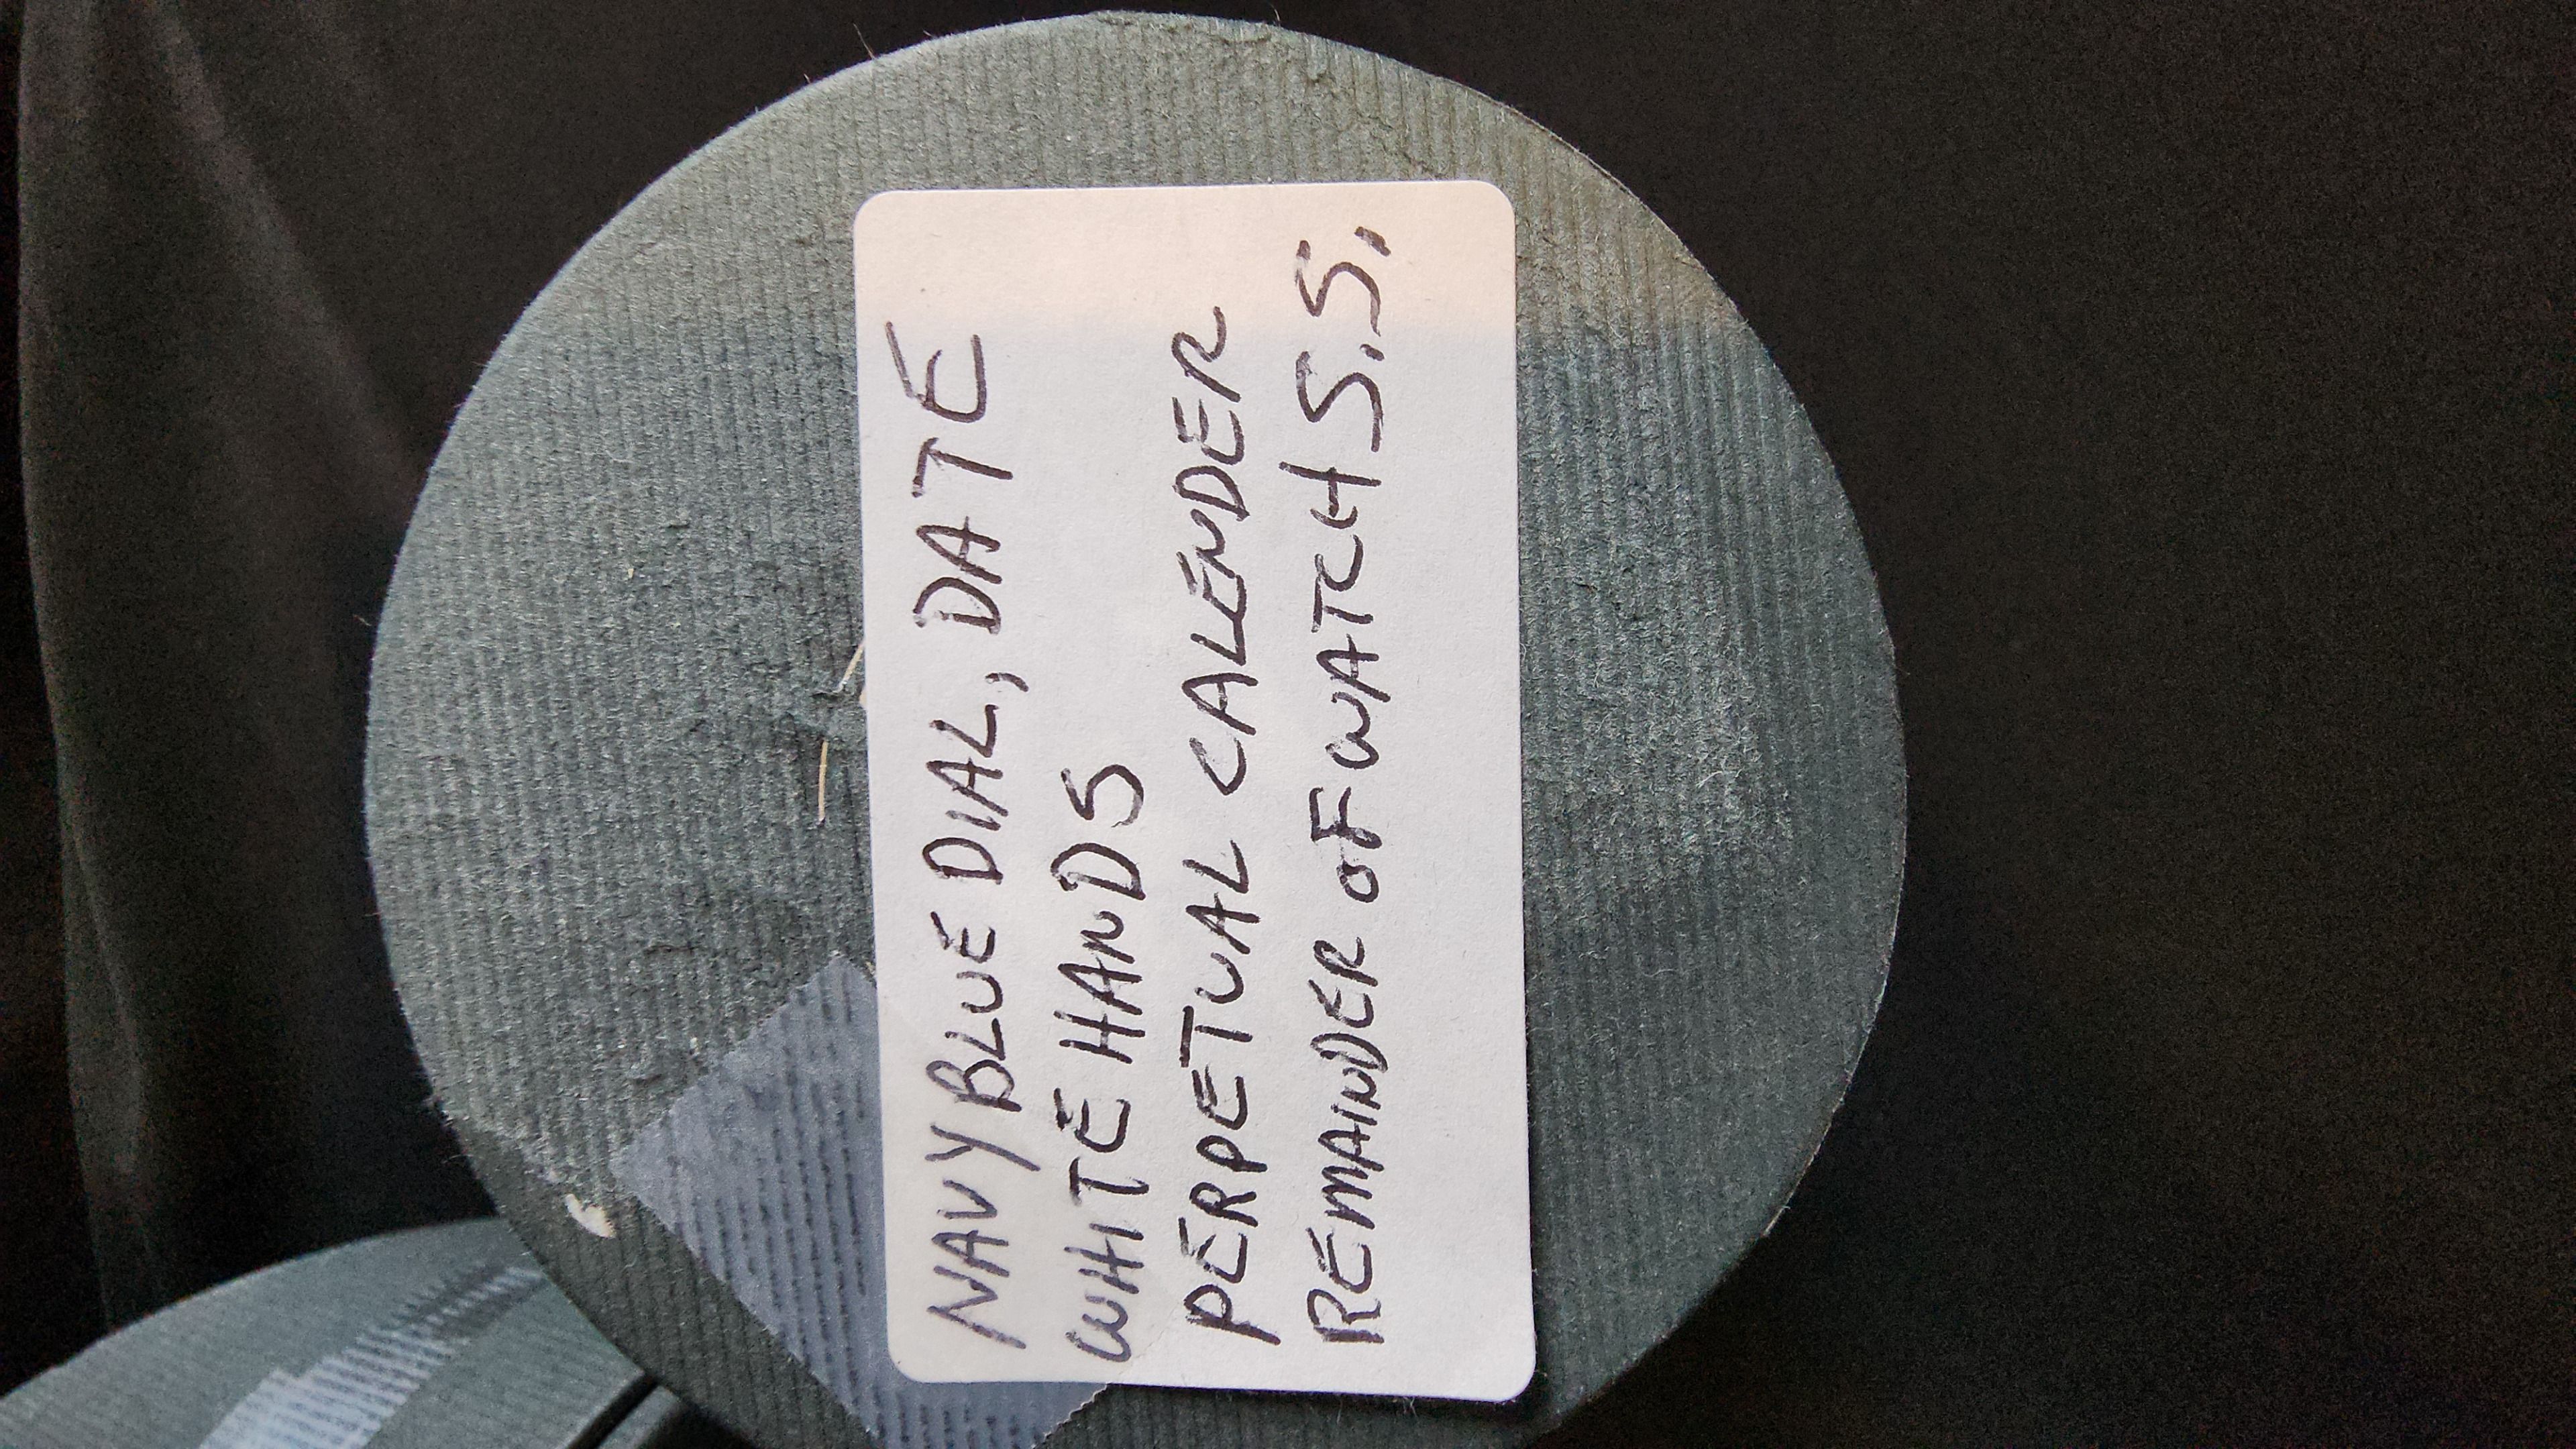 NAVY BLUE DIAL, DATE
WHITE HANDS
PERPETUAL CALENDER
REMAINDER OF WATCH S.S.